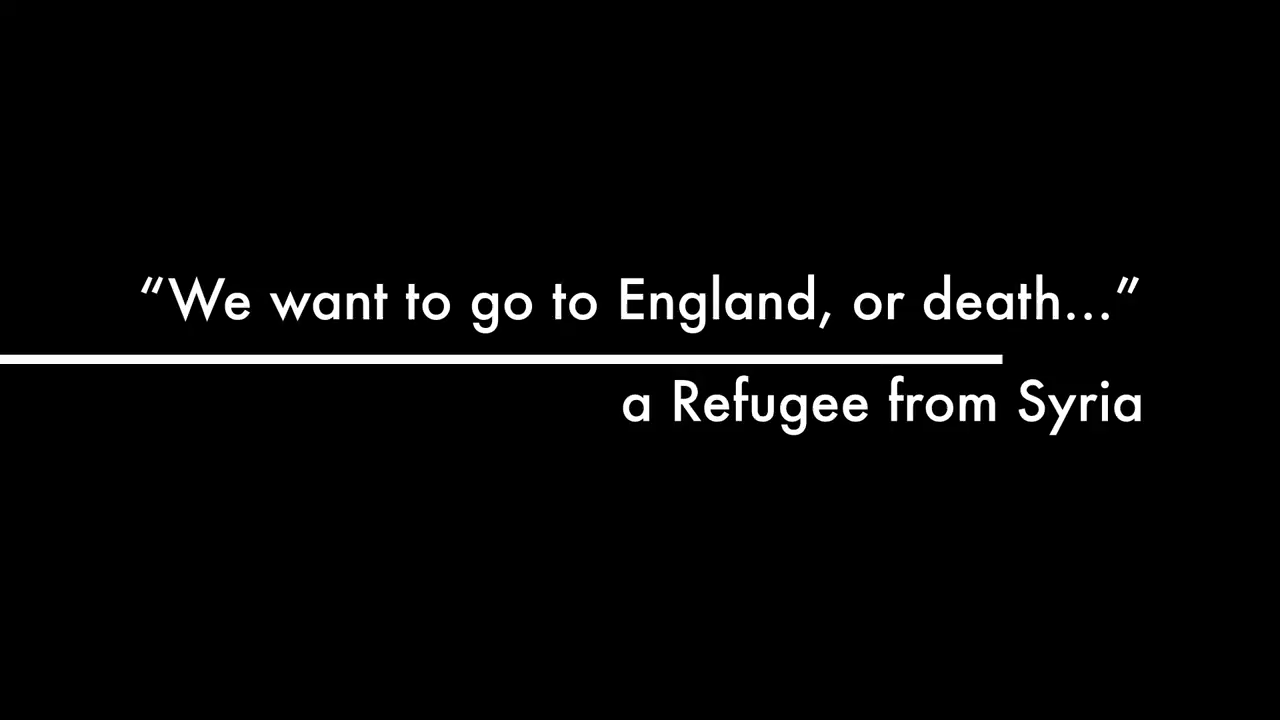 “We want to go to England, or death...”
a Refugee from Syria